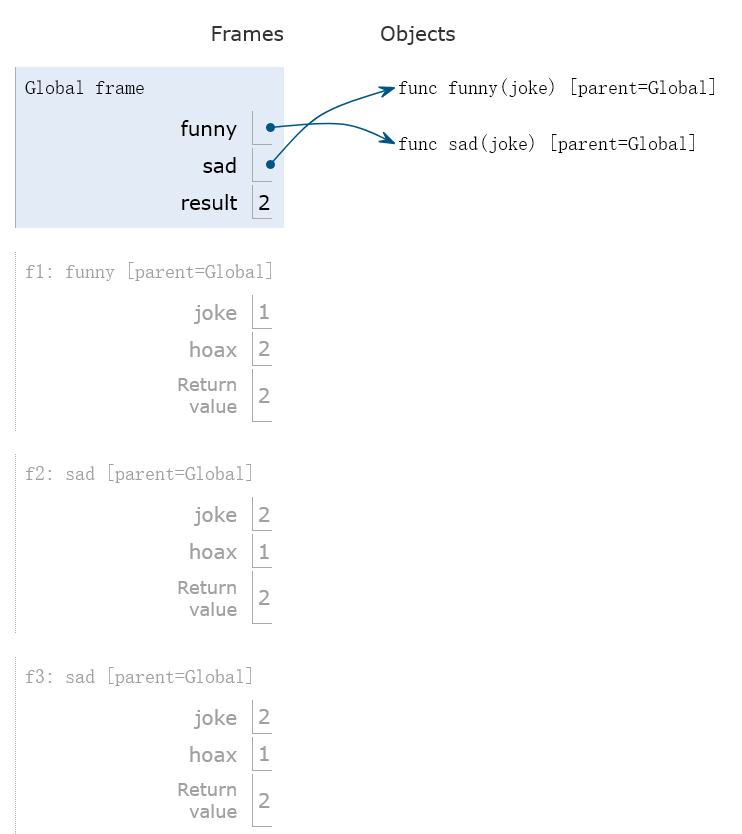 Frames Objects
Global frame
func funny(joke) [parent=Global]
funny
func sad(joke) [parent=Global]
sad
result 2
f1: funny [parent=Global]
joke 1
hoax 2
Return
value 2
f2: sad [parent=Global]
joke 2
hoax 1
Return
value 2
f3: sad [parent=Global]
joke 2
hoax 1
Return
value 2